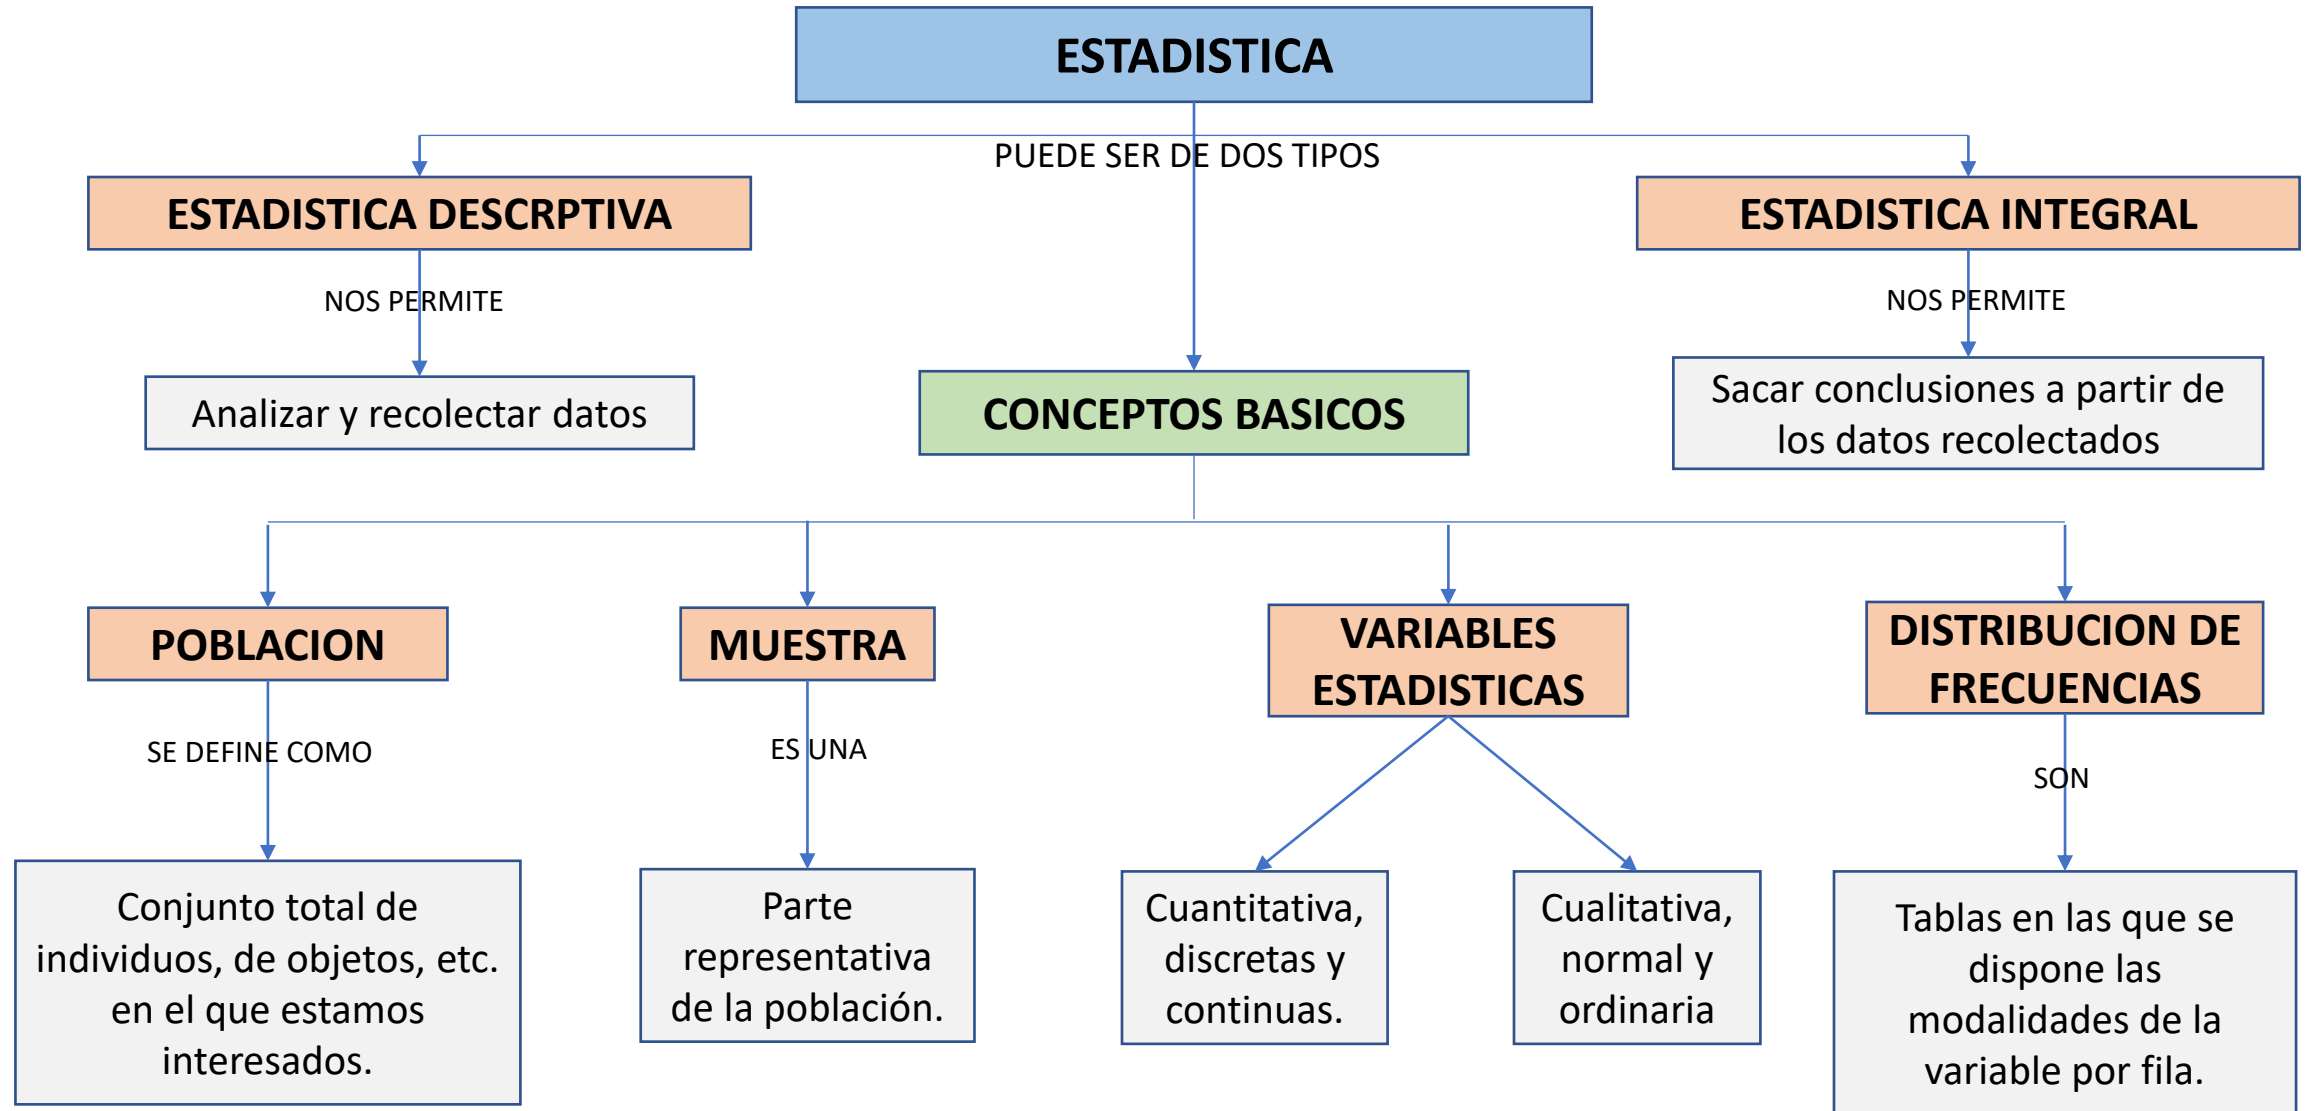 ESTADISTICA
PUEDE SER DE DOS TIPOS
ESTADISTICA DESCRPTIVA
ESTADISTICA INTEGRAL
NOS PERMITE
NOS PERMITE
Analizar y recolectar datos
CONCEPTOS BASICOS
Sacar conclusiones a partir de
los datos recolectados
POBLACION
MUESTRA
VARIABLES
ESTADISTICAS
DISTRIBUCION DE
FRECUENCIAS
SE DEFINE COMO
ES UNA
SON
Conjunto total de
individuos, de objetos, etc.
en el que estamos
interesados.
Parte
representativa
de la población.
Cuantitativa,
discretas y
continuas.
Cualitativa,
normal y
ordinaria
Tablas en las que se
dispone las
modalidades de la
variable por fila.